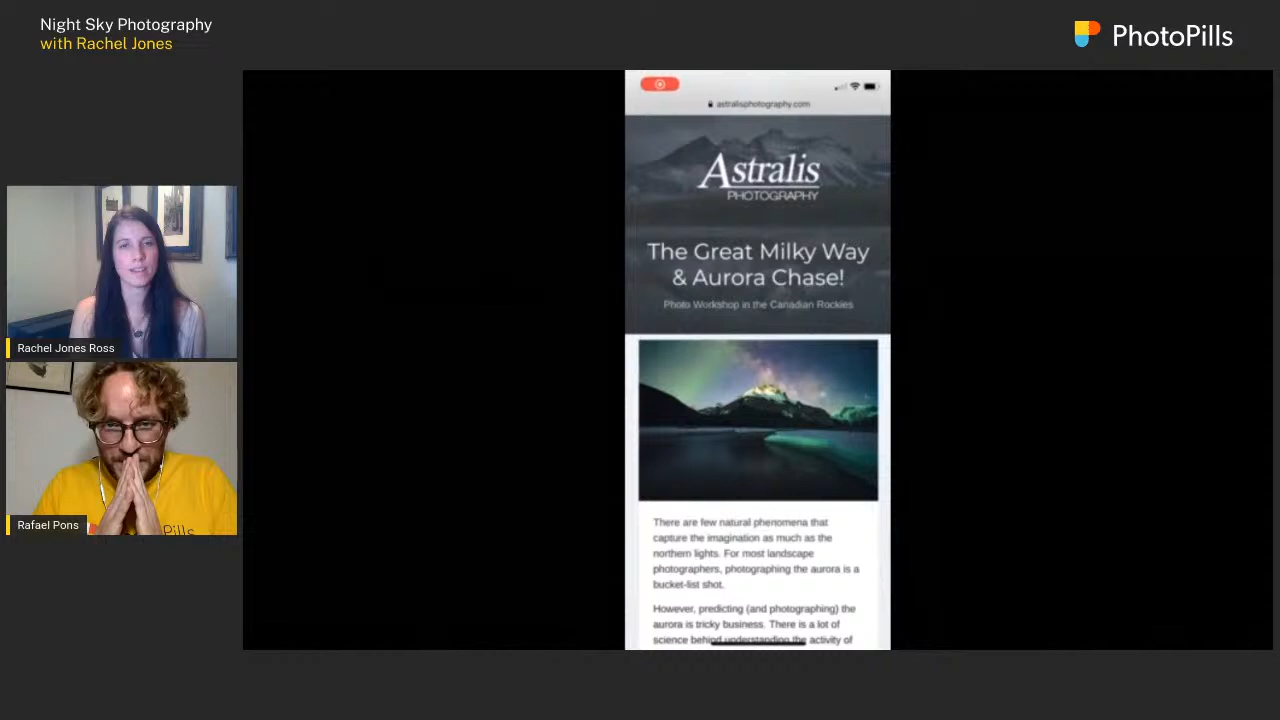 Night Sky Photography
with Rachel Jones
PhotoPills
Rachel Jones Ross
Rafael Pons
Pills
astralisphotography.com
Astralis
PHOTOGRAPHY
The Great Milky Way
& Aurora Chase!
Photo Workshop in the Canadian Rockies
There are few natural phenomena that
capture the imagination as much as the
northern lights. For most landscape
photographers, photographing the aurora is a
bucket-list shot.
However, predicting (and photographing) the
aurora is tricky business. There is a lot of
science behind understanding the activity of